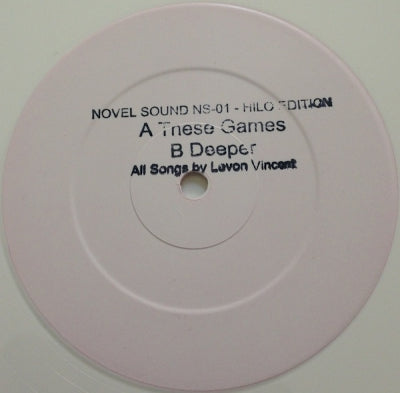 NOVEL SOUND NS-01 - HILO EDITION
A These Games
B Deeper
All Songs by Levon Vincent